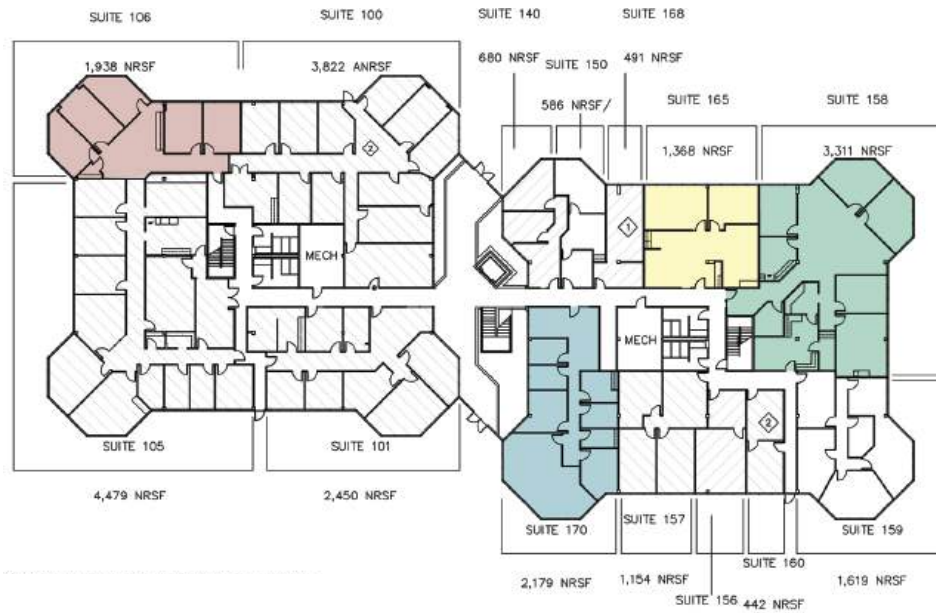 SUITE 106
SUITE 100
SUITE 140
SUITE 168
1,938 NRSF
3,822 ANRSF
680 NRSF
SUITE 150
491 NRSF
586 NRSF/
SUITE 165
SUITE 158
1,368 NRSF
3,311 NRSF
2
1
MECH
MECH
2
SUITE 105
SUITE 101
4,479 NRSF
2,450 NRSF
SUITE 170
SUITE 157
SUITE 159
SUITE 160
2,179 NRSF
1,154 NRSF
SUITE 156
442 NRSF
1,619 NRSF